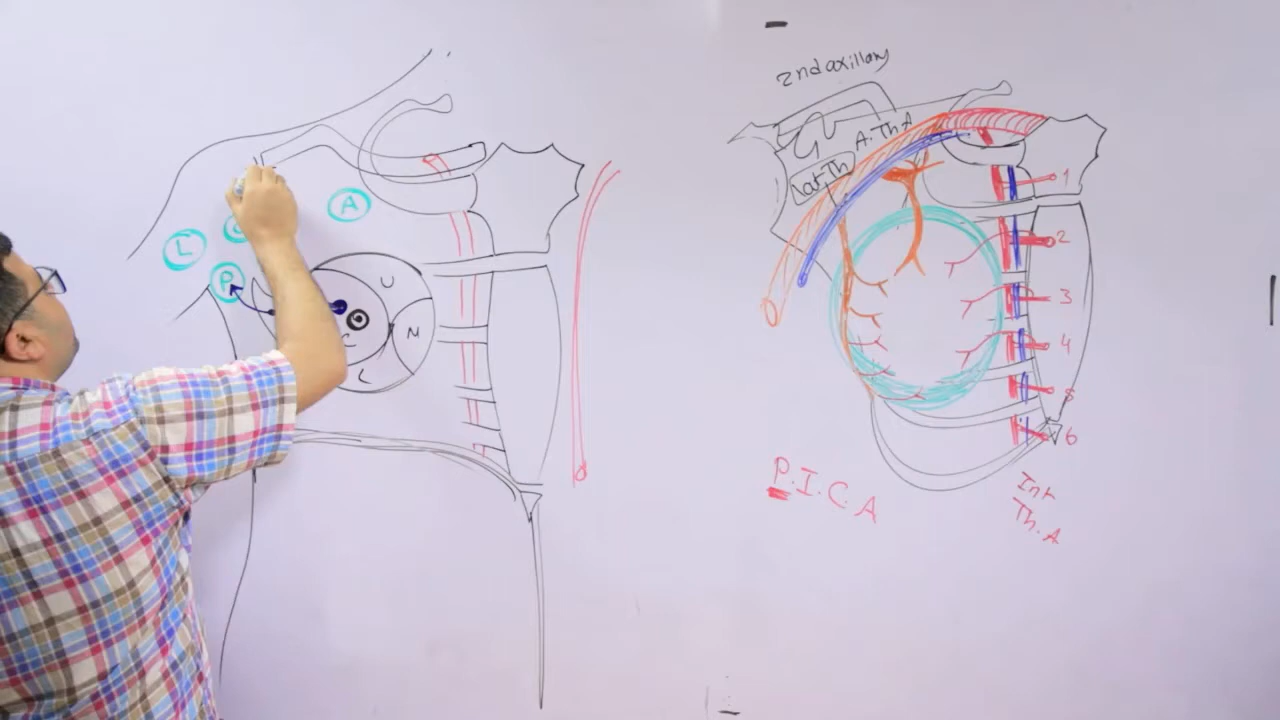 2nd axillary
A.Th A
Lat.Th
A
L
P
U
M
L
1
2
3
4
5
6
P.I.C.A
Int
Th.A